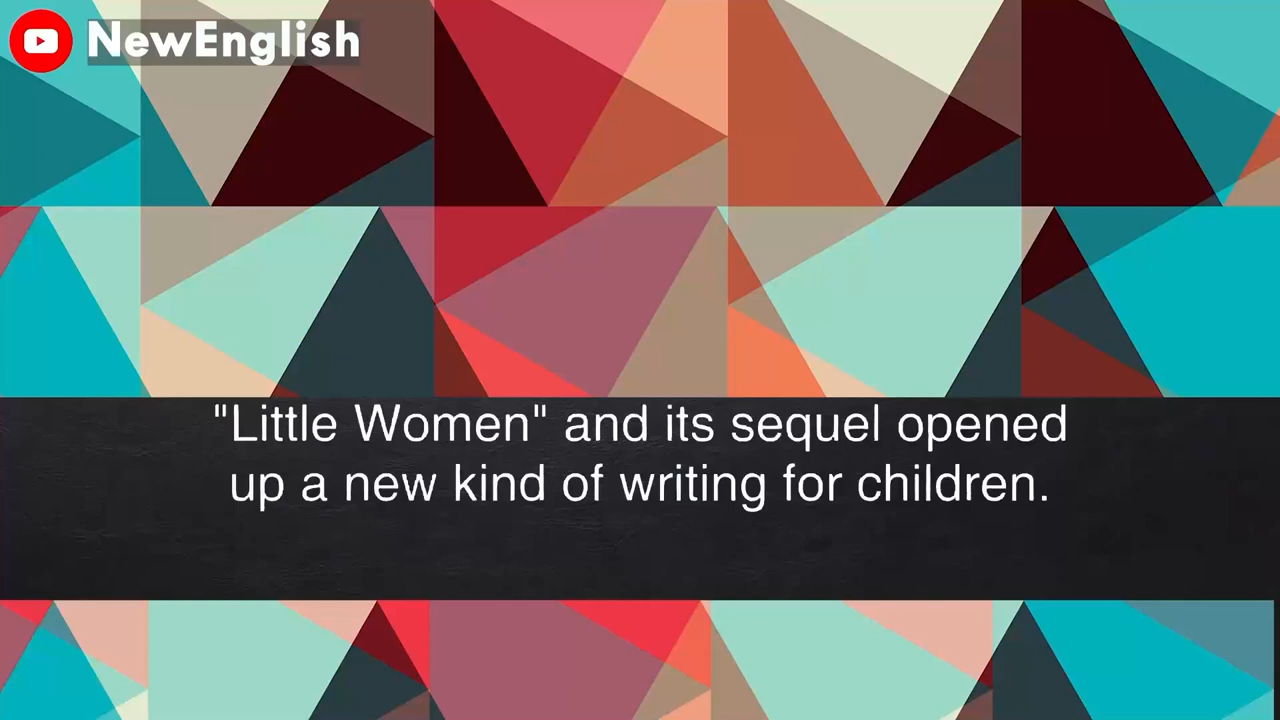 NewEnglish
"Little Women" and its sequel opened
up a new kind of writing for children.